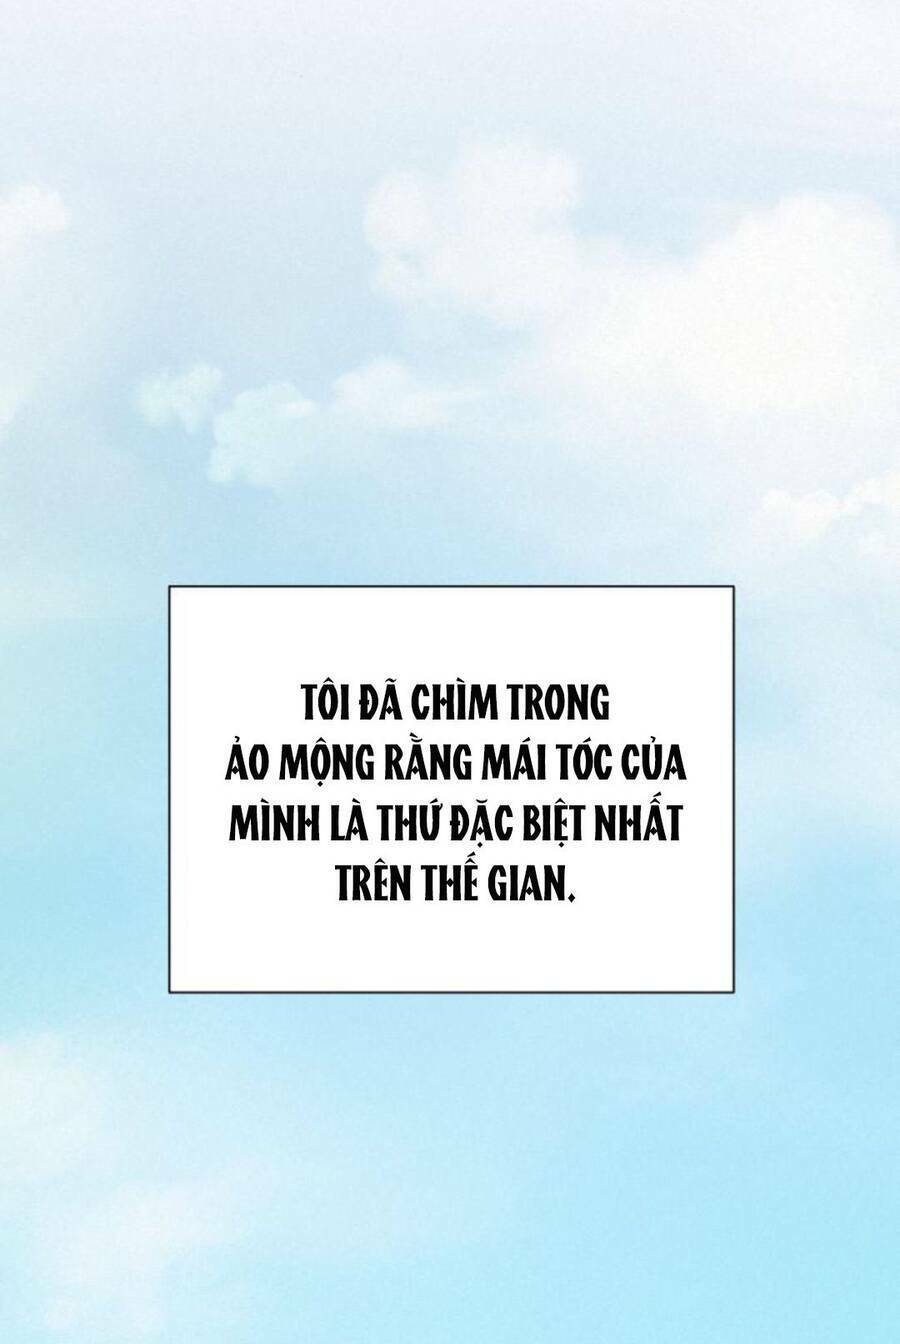 TÔI ĐÃ CHÌM TRONG
ẢO MỘNG RẰNG MÁI TÓC CỦA
MÌNH LÀ THỨ ĐẶC BIỆT NHẤT
TRÊN THẾ GIAN.